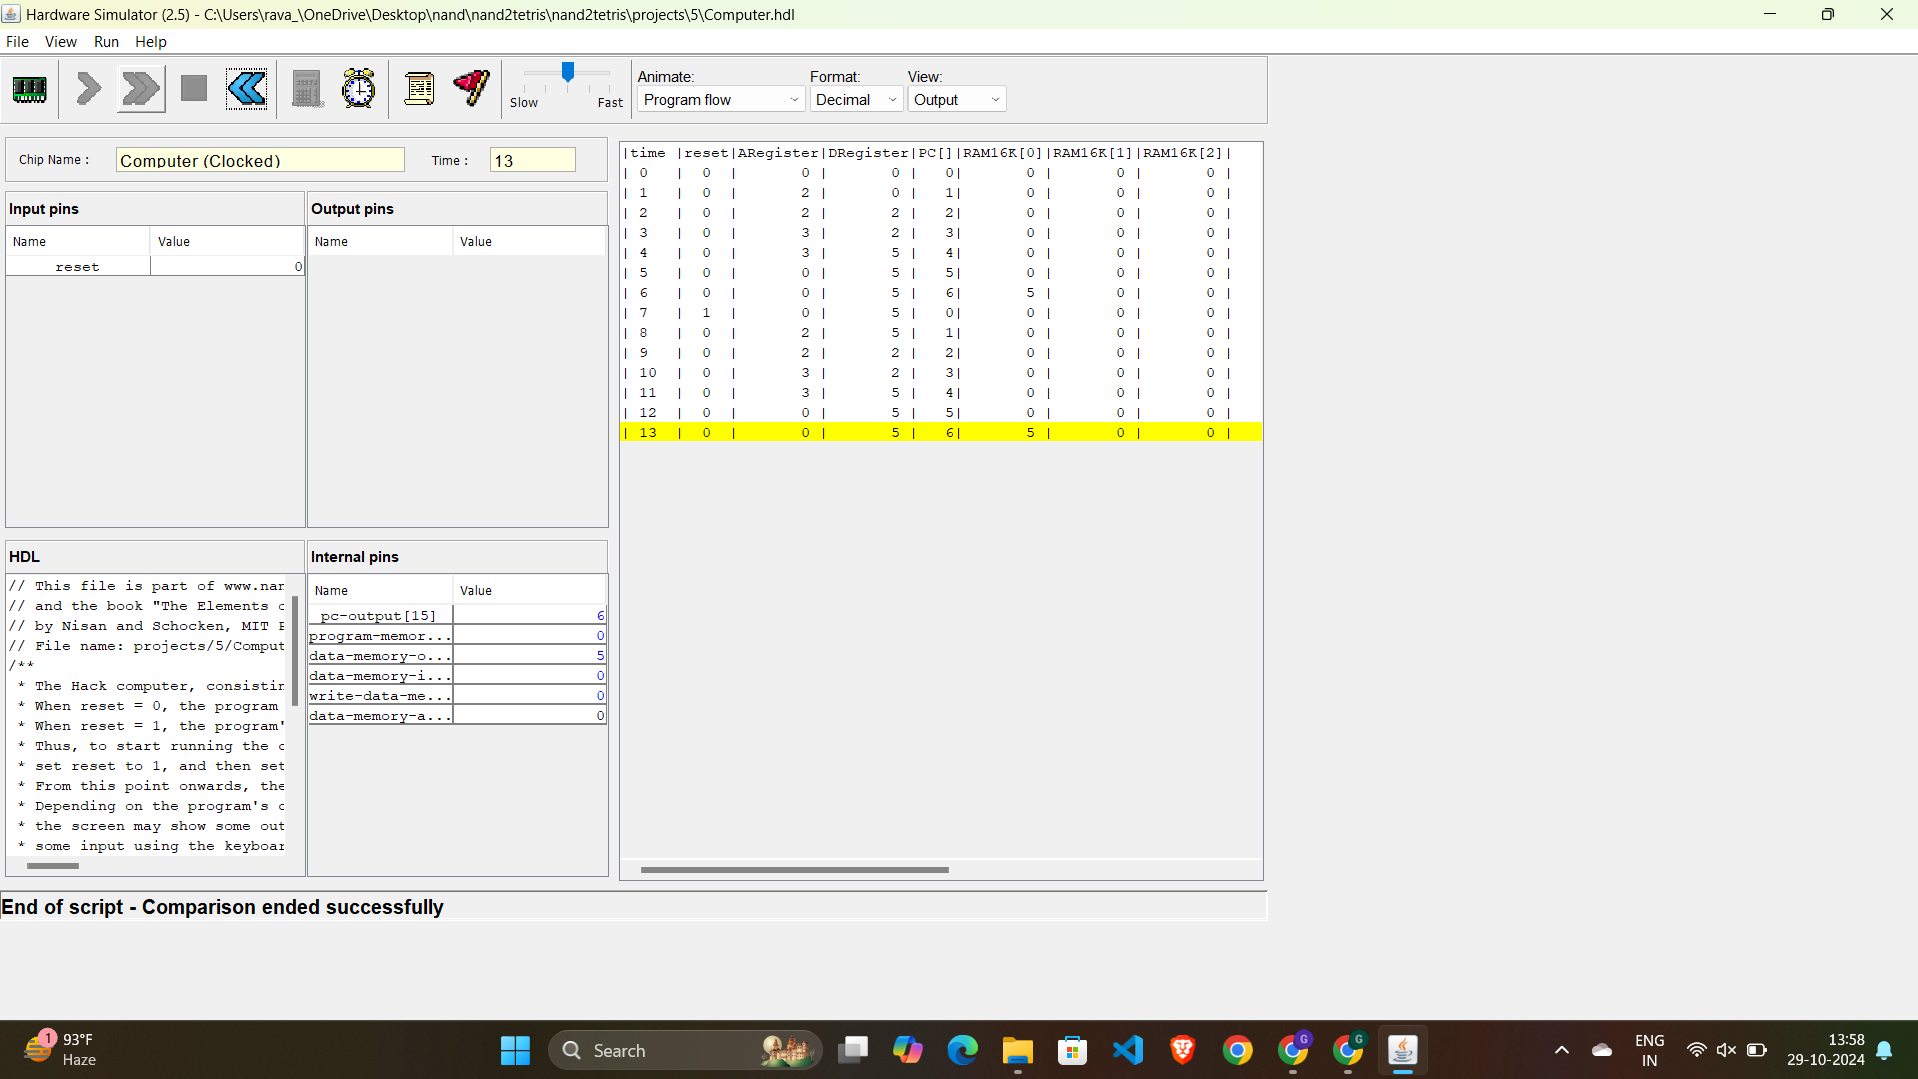 Hardware Simulator (2.5) - C:\Users\rava_\OneDrive\Desktop\nand\nand2tetris\nand2tetris\projects\5\Computer.hdl
File View Run Help
Slow Fast
Animate: Format: View:
Program flow Decimal Output
Chip Name : Computer (Clocked) Time : 13
Input pins
Name Value
reset 0
Output pins
Name Value
|time |reset|ARegister|DRegister|PC[]|RAM16K[0]|RAM16K[1]|RAM16K[2]|
| 0 | 0 | 0 | 0 | 0| 0 | 0 | 0 |
| 1 | 0 | 2 | 0 | 1| 0 | 0 | 0 |
| 2 | 0 | 2 | 2 | 2| 0 | 0 | 0 |
| 3 | 0 | 3 | 2 | 3| 0 | 0 | 0 |
| 4 | 0 | 3 | 5 | 4| 0 | 0 | 0 |
| 5 | 0 | 0 | 5 | 5| 0 | 0 | 0 |
| 6 | 0 | 0 | 5 | 6| 5 | 0 | 0 |
| 7 | 1 | 0 | 5 | 0| 0 | 0 | 0 |
| 8 | 0 | 2 | 5 | 1| 0 | 0 | 0 |
| 9 | 0 | 2 | 2 | 2| 0 | 0 | 0 |
| 10 | 0 | 3 | 2 | 3| 0 | 0 | 0 |
| 11 | 0 | 3 | 5 | 4| 0 | 0 | 0 |
| 12 | 0 | 0 | 5 | 5| 0 | 0 | 0 |
| 13 | 0 | 0 | 5 | 6| 5 | 0 | 0 |
HDL
// This file is part of www.nan
// and the book "The Elements o
// by Nisan and Schocken, MIT P
// File name: projects/5/Comput
/**
* The Hack computer, consistin
* When reset = 0, the program
* When reset = 1, the program'
* Thus, to start running the c
* set reset to 1, and then set
* From this point onwards, the
* Depending on the program's c
* the screen may show some out
* some input using the keyboar
Internal pins
Name Value
pc-output[15] 6
program-memor... 0
data-memory-o... 5
data-memory-i... 0
write-data-me... 0
data-memory-a... 0
End of script - Comparison ended successfully
1
93°F
Haze
Search
G
G
ENG
IN
13:58
29-10-2024